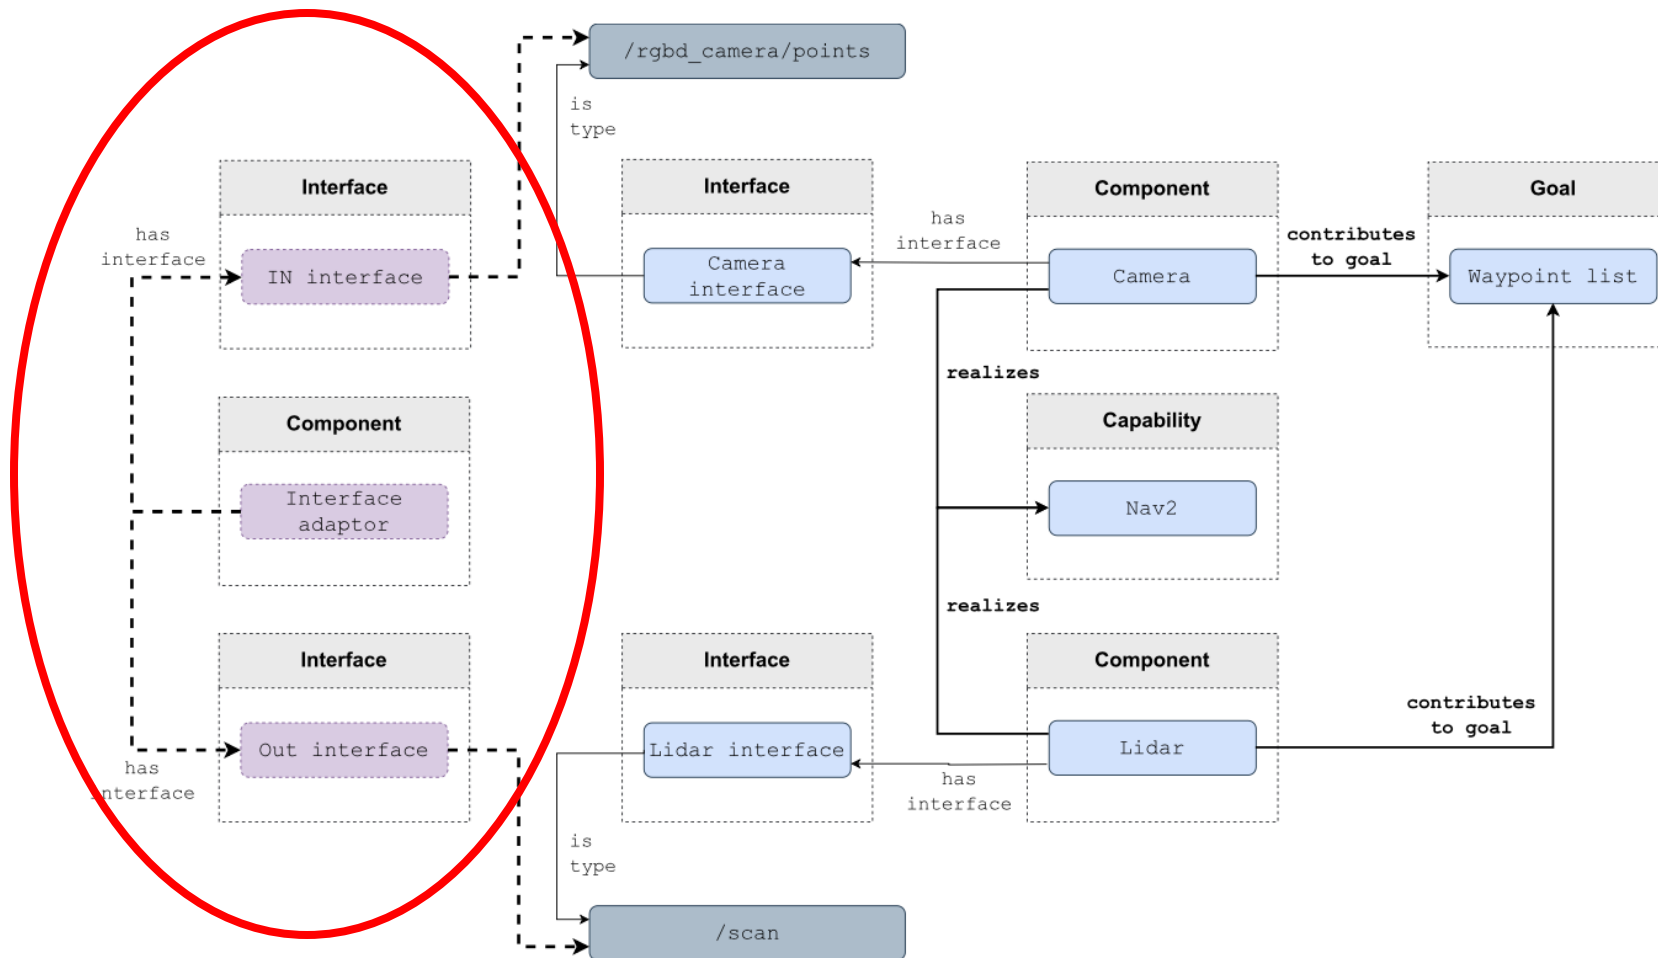 /rgbd_camera/points
is
type
Interface
Interface
Component
Goal
has
interface
has
interface
contributes
to goal
IN interface
Camera
interface
Camera
Waypoint list
realizes
Component
Capability
Interface
adaptor
Nav2
realizes
Interface
Interface
Component
contributes
to goal
Out interface
Lidar interface
Lidar
has
interface
has
interface
is
type
/scan